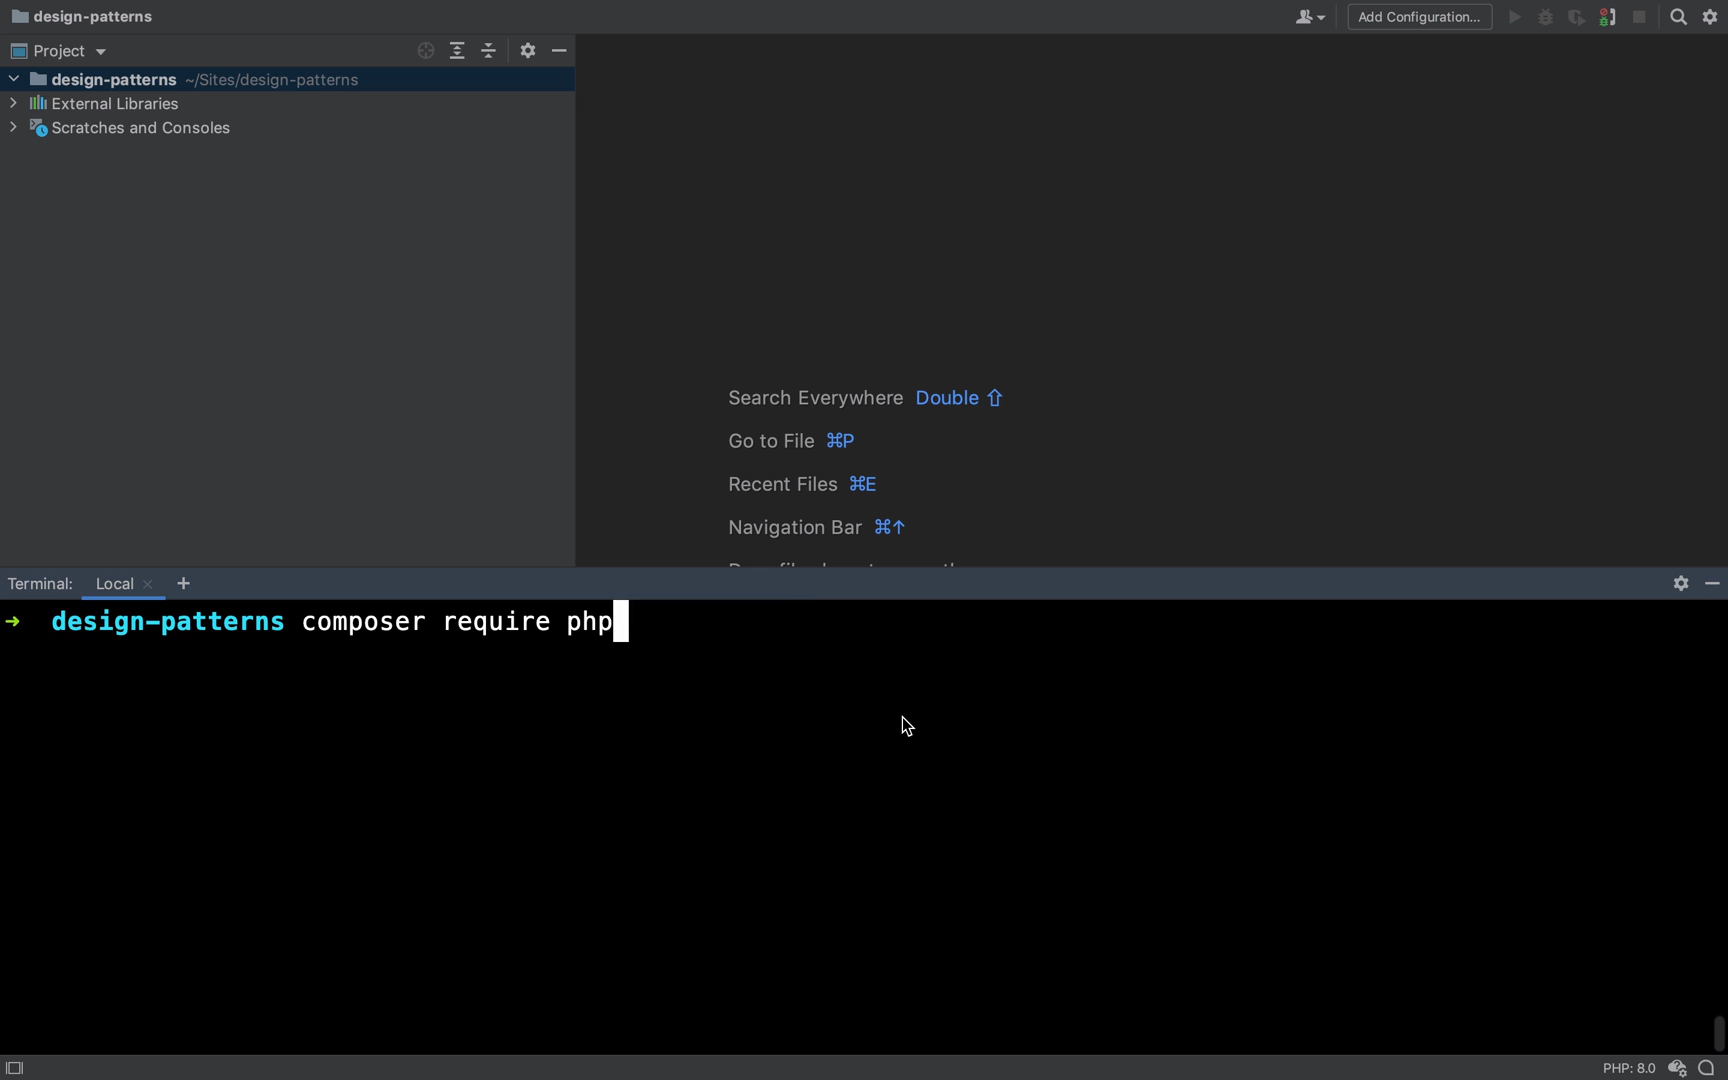 design-patterns
Add Configuration...
Project
design-patterns ~/Sites/design-patterns
External Libraries
Scratches and Consoles
Search Everywhere Double ⇧
Go to File ⌘P
Recent Files ⌘E
Navigation Bar ⌘↑
Terminal: Local × +
→ design-patterns composer require php
PHP: 8.0